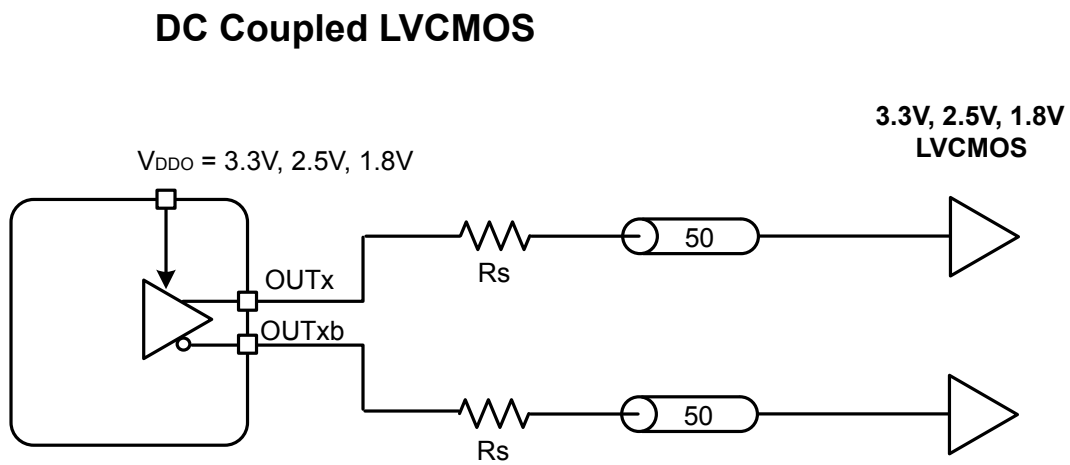 DC Coupled LVCMOS
3.3V, 2.5V, 1.8V
LVCMOS
VDDO = 3.3V, 2.5V, 1.8V
OUTx
Rs
50
OUTxb
Rs
50